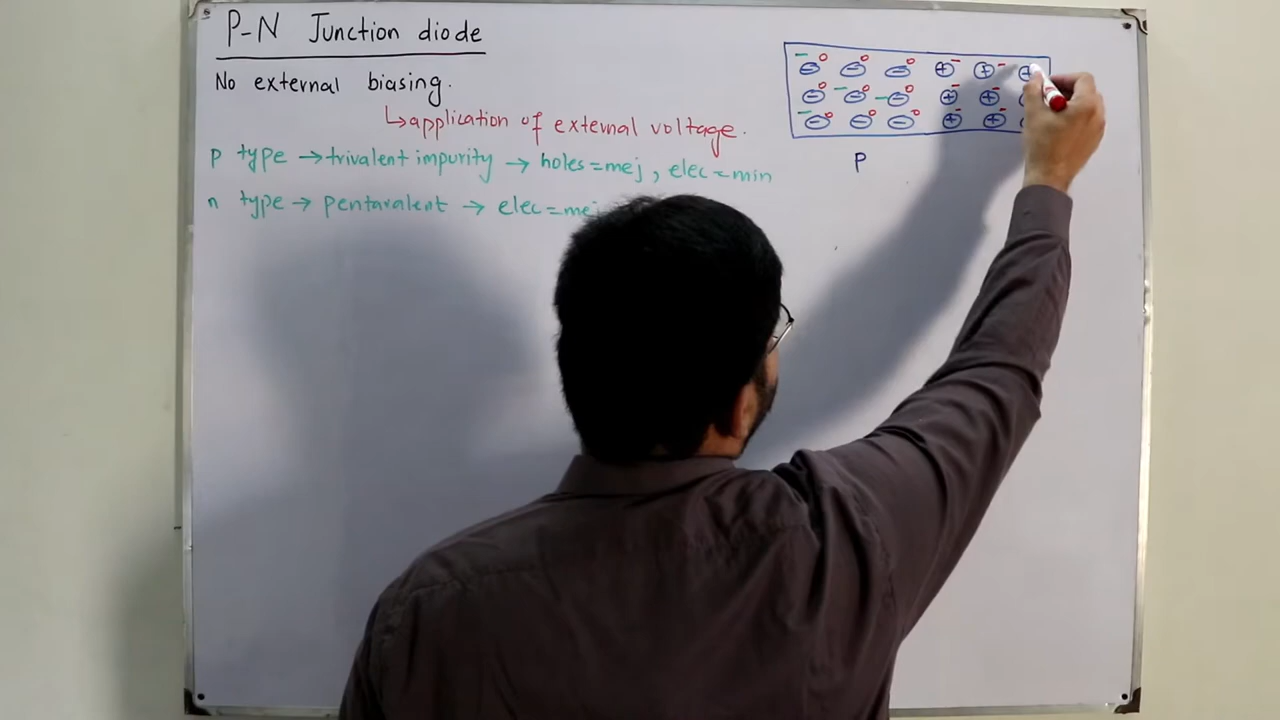 P-N Junction diode
No external biasing.
↳application of external voltage.
P type → trivalent impurity → holes=mej, elec=min
n type → pentavalent → elec=mej
P